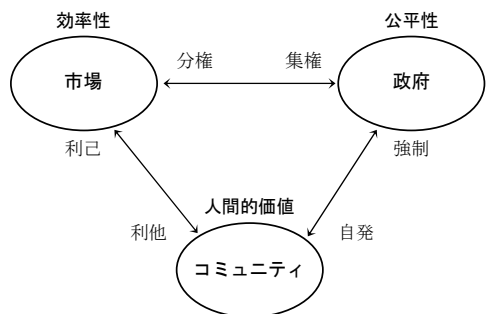 効率性
公平性
市場
分権
集権
政府
利己
強制
人間的価値
利他
自発
コミュニティ